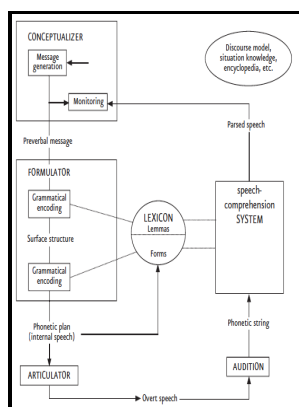 CONCEPTUALIZER
Message
generation
Monitoring
Discourse model,
situation knowledge,
encyclopedia, etc.
Preverbal message
Parsed speech
FORMULATOR
Grammatical
encoding
Surface structure
Grammatical
encoding
LEXICON
Lemmas
Forms
speech-
comprehension
SYSTEM
Phonetic plan
(internal speech)
Phonetic string
ARTICULATOR
AUDITION
Overt speech